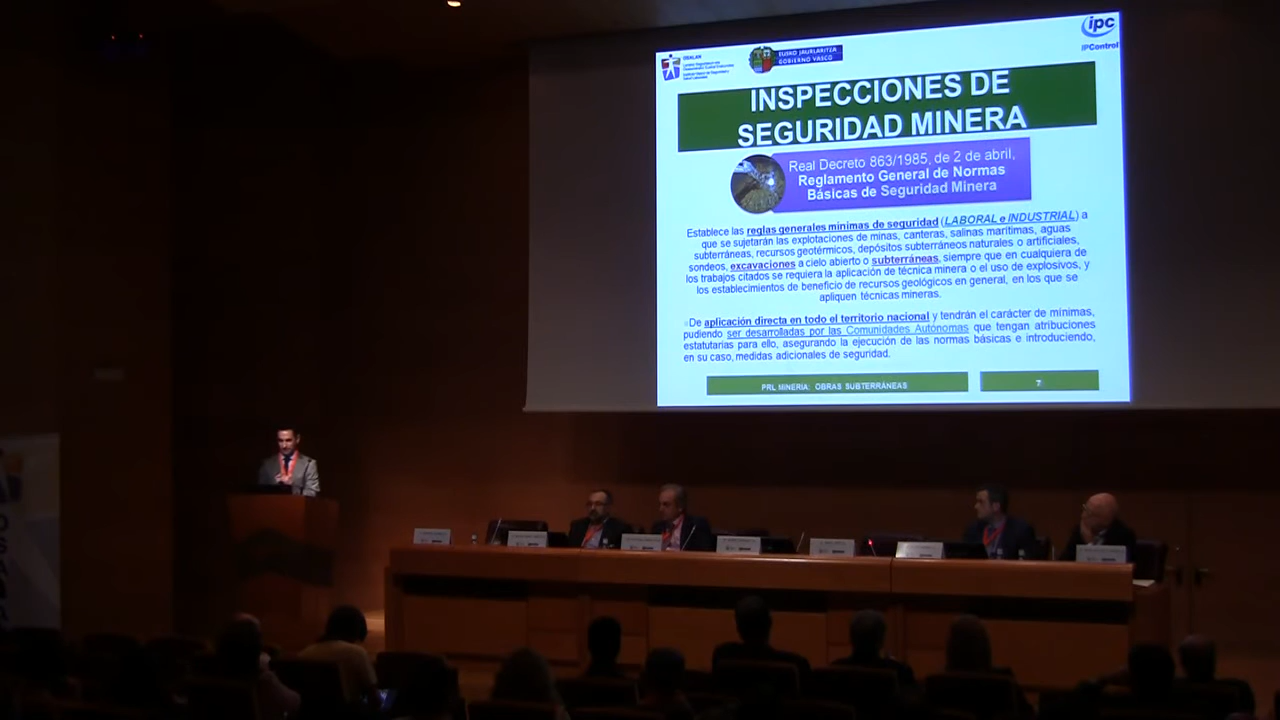 OSALAN
EUSKO JAURLARITZA
GOBIERNO VASCO
ipc
IPControl
INSPECCIONES DE
SEGURIDAD MINERA
Real Decreto 863/1985, de 2 de abril,
Reglamento General de Normas
Básicas de Seguridad Minera
Establece las reglas generales mínimas de seguridad (LABORAL e INDUSTRIAL) a
que se sujetarán las explotaciones de minas, canteras, salinas marítimas, aguas
subterráneas, recursos geotérmicos, depósitos subterráneos naturales o artificiales,
sondeos, excavaciones a cielo abierto o subterráneas, siempre que en cualquiera de
los trabajos citados se requiera la aplicación de técnica minera o el uso de explosivos, y
los establecimientos de beneficio de recursos geológicos en general, en los que se
apliquen técnicas mineras.
De aplicación directa en todo el territorio nacional y tendrán el carácter de mínimas,
pudiendo ser desarrolladas por las Comunidades Autónomas que tengan atribuciones
estatutarias para ello, asegurando la ejecución de las normas básicas e introduciendo,
en su caso, medidas adicionales de seguridad.
PRL MINERIA: OBRAS SUBTERRÁNEAS
7